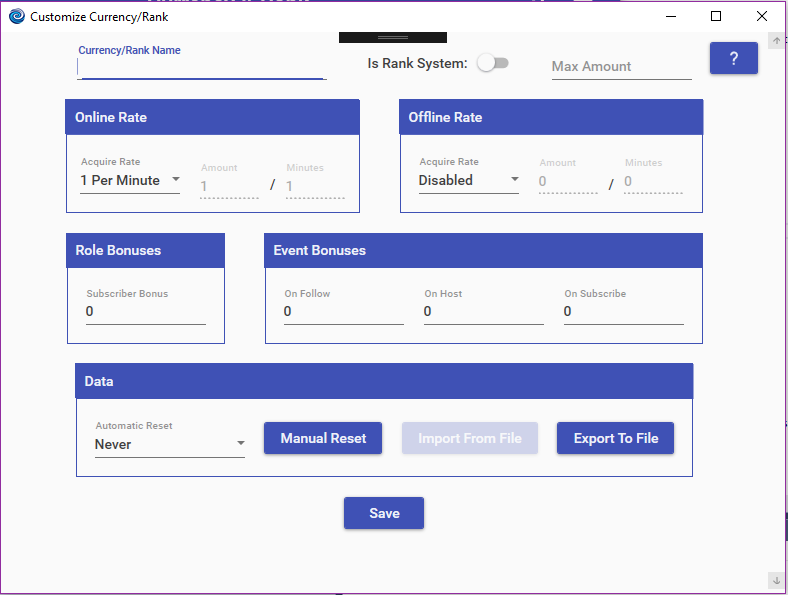 Customize Currency/Rank
Currency/Rank Name
Is Rank System:
Max Amount
?
Online Rate
Offline Rate
Acquire Rate
1 Per Minute
Amount
1
/
Minutes
1
Acquire Rate
Disabled
Amount
0
/
Minutes
0
Role Bonuses
Event Bonuses
Subscriber Bonus
0
On Follow
0
On Host
0
On Subscribe
0
Data
Automatic Reset
Never
Manual Reset
Import From File
Export To File
Save